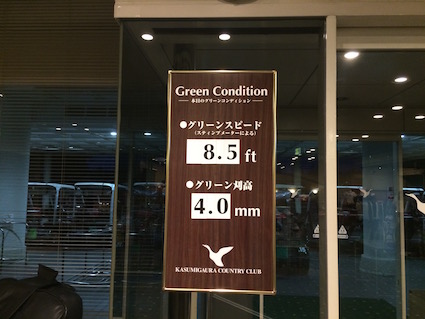 Green Condition
本日のグリーンコンディション
●グリーンスピード
(スティンプメーターによる)
8.5 ft
●グリーン刈高
4.0 mm
KASUMIGAURA COUNTRY CLUB